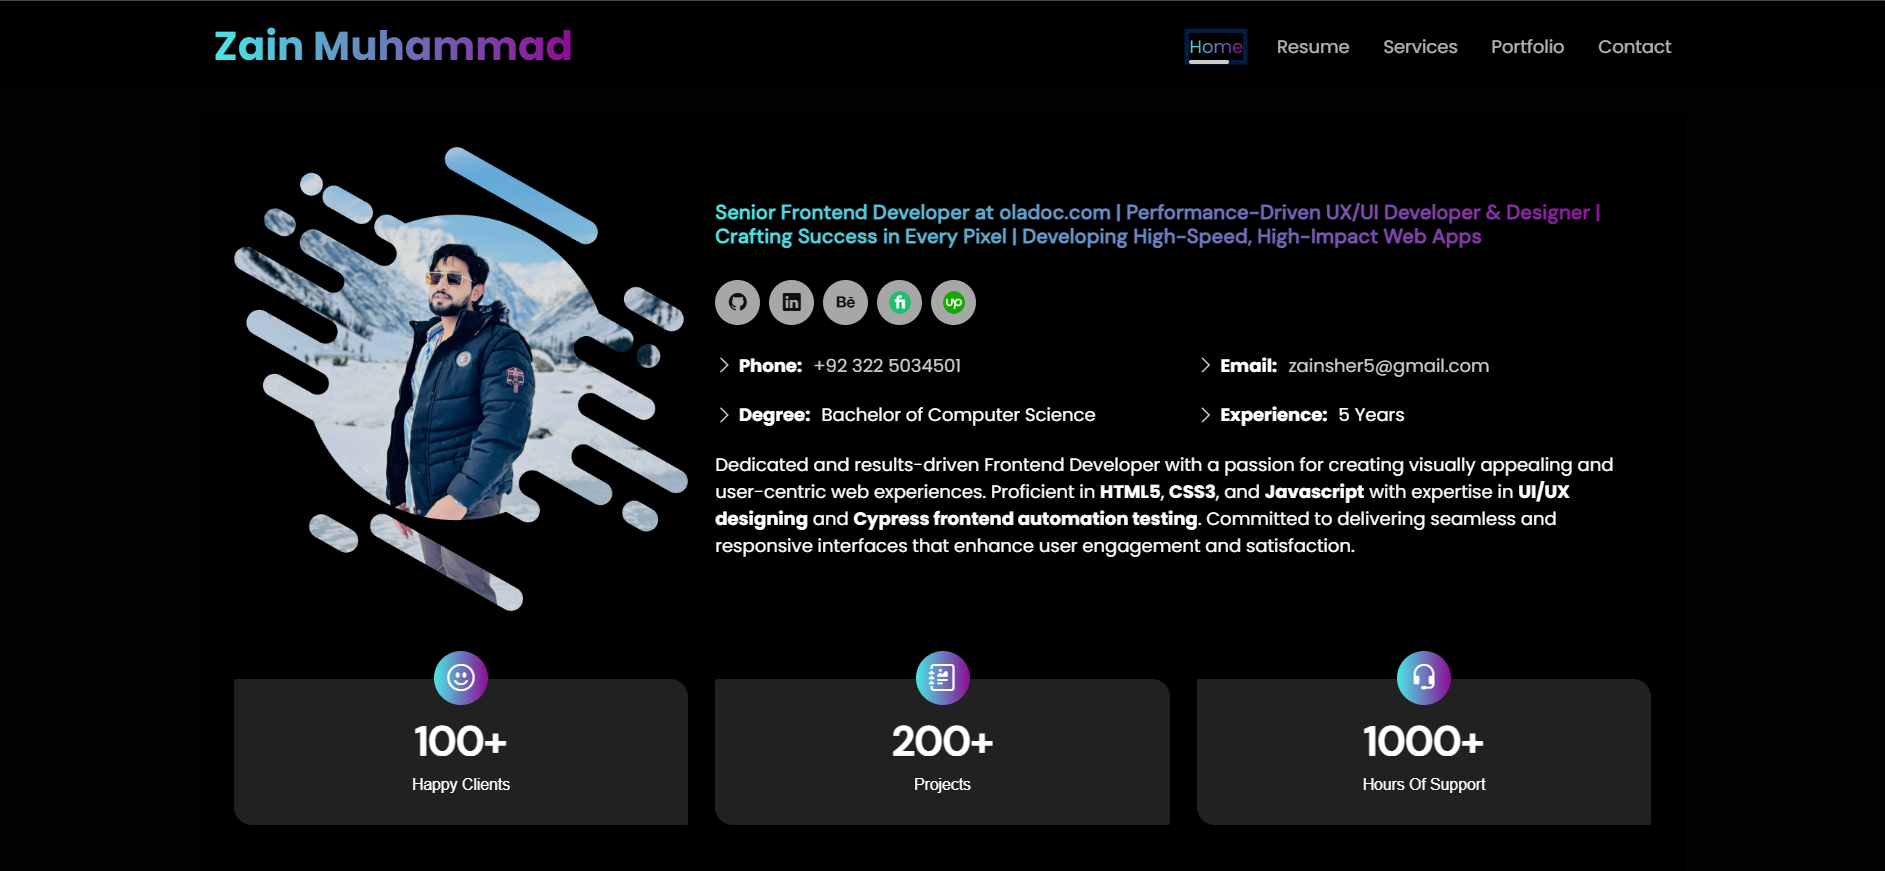 Zain Muhammad
Home Resume Services Portfolio Contact
Senior Frontend Developer at oladoc.com | Performance-Driven UX/UI Developer & Designer |
Crafting Success in Every Pixel | Developing High-Speed, High-Impact Web Apps
Bē fi up
Phone: +92 322 5034501
Email: zainsher5@gmail.com
Degree: Bachelor of Computer Science
Experience: 5 Years
Dedicated and results-driven Frontend Developer with a passion for creating visually appealing and
user-centric web experiences. Proficient in HTML5, CSS3, and Javascript with expertise in UI/UX
designing and Cypress frontend automation testing. Committed to delivering seamless and
responsive interfaces that enhance user engagement and satisfaction.
100+
Happy Clients
200+
Projects
1000+
Hours Of Support